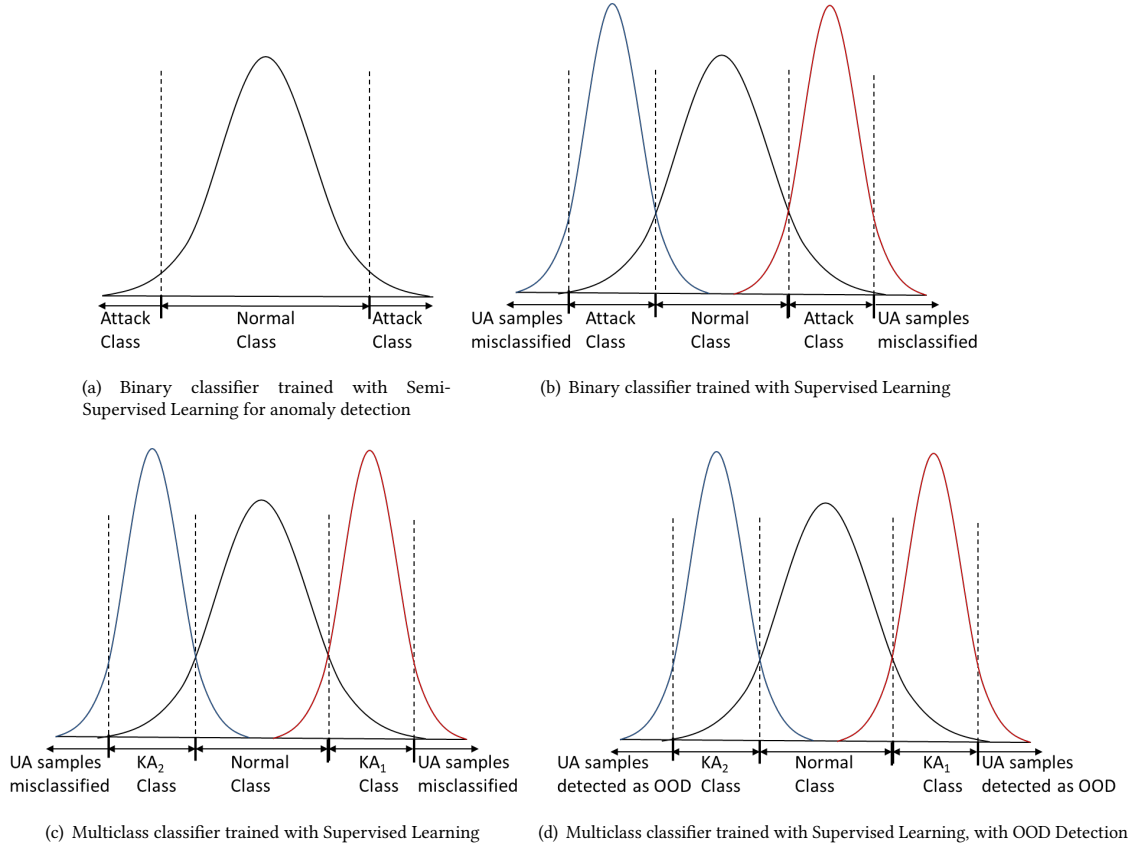 Attack
Class
Normal
Class
Attack
Class
(a) Binary classifier trained with Semi-
Supervised Learning for anomaly detection
UA samples
misclassified
Attack
Class
Normal
Class
Attack
Class
UA samples
misclassified
(b) Binary classifier trained with Supervised Learning
UA samples
misclassified
KA₂
Class
Normal
Class
KA₁
Class
UA samples
misclassified
(c) Multiclass classifier trained with Supervised Learning
UA samples
detected as OOD
KA₂
Class
Normal
Class
KA₁
Class
UA samples
detected as OOD
(d) Multiclass classifier trained with Supervised Learning, with OOD Detection